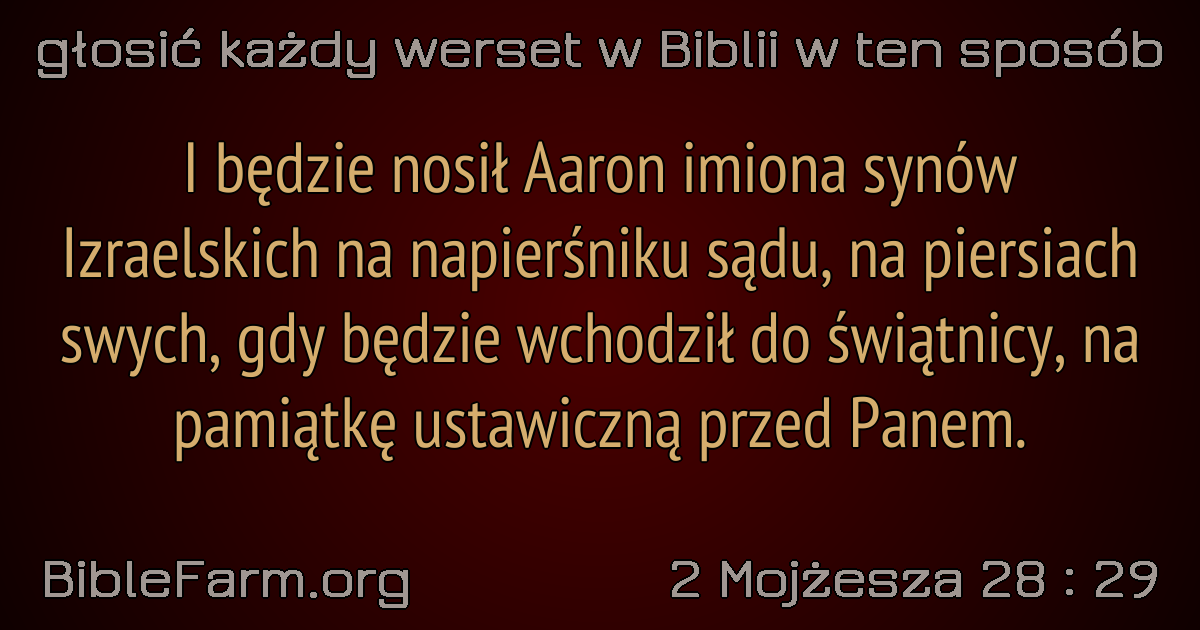 głosić każdy werset w Biblii w ten sposób
I będzie nosił Aaron imiona synów
Izraelskich na napierśniku sądu, na piersiach
swych, gdy będzie wchodził do świątnicy, na
pamiątkę ustawiczną przed Panem.
BibleFarm.org
2 Mojżesza 28 : 29